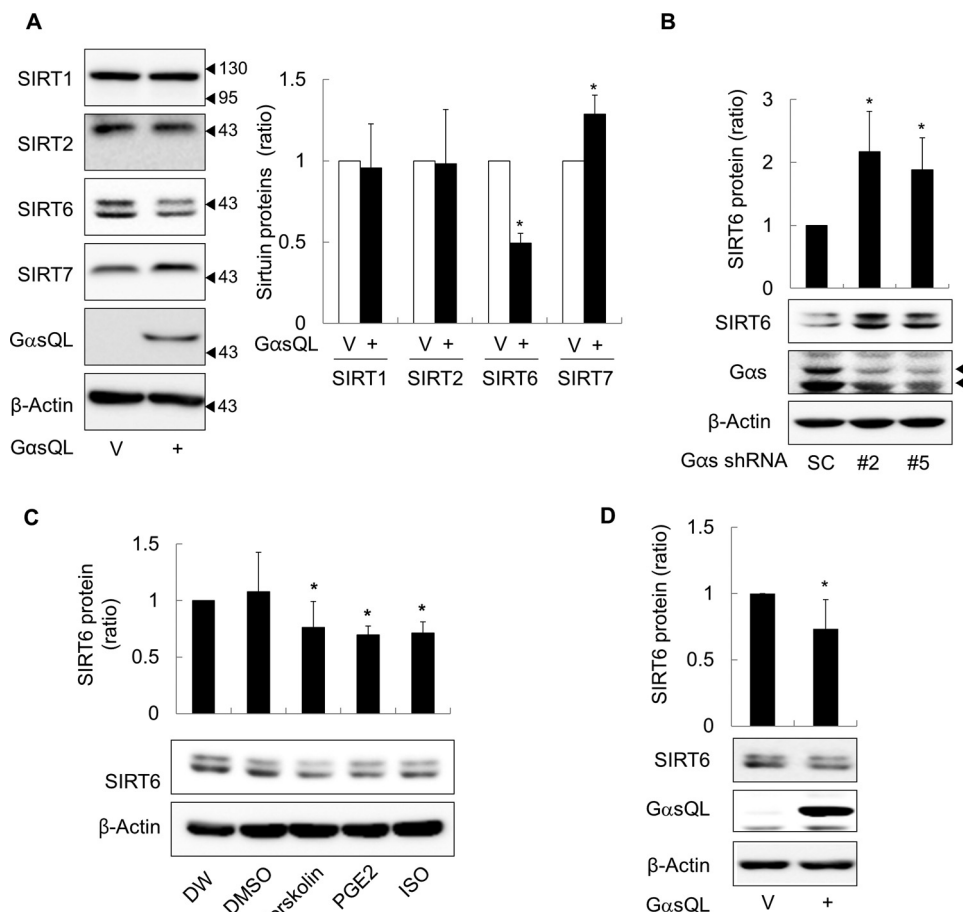 A
SIRT1
◄130
◄95
SIRT2
◄43
SIRT6
◄43
SIRT7
◄43
GαsQL
◄43
β-Actin
◄43
GαsQL V +
Sirtuin proteins (ratio)
1.5
1
0.5
0
GαsQL V + V + V + V +
* *
SIRT1 SIRT2 SIRT6 SIRT7
B
SIRT6 protein (ratio)
3
2
1
0
* *
SIRT6
Gαs
◄
◄
β-Actin
Gαs shRNA SC #2 #5
C
SIRT6 protein
(ratio)
1.5
1
0.5
0
* * *
SIRT6
β-Actin
DW DMSO orskolin PGE2 ISO
D
SIRT6 protein (ratio)
1.5
1
0.5
0
*
SIRT6
GαsQL
β-Actin
GαsQL V +